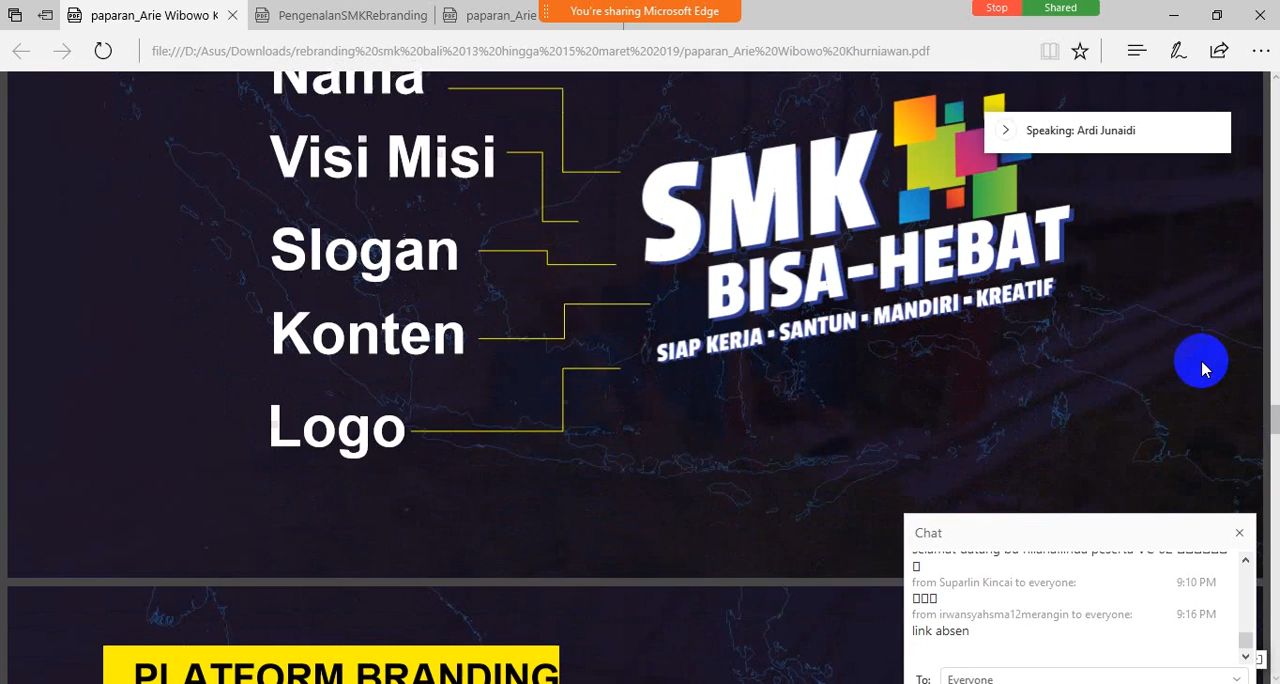 paparan_Arie Wibowo K
PengenalanSMKRebranding
paparan_Arie
You're sharing Microsoft Edge
Stop
Shared
file:///D:/Asus/Downloads/rebranding%20smk%20bali%2013%20hingga%2015%20maret%202019/paparan_Arie%20Wibowo%20Khurniawan.pdf
Speaking: Ardi Junaidi
Nama
Visi Misi
Slogan
Konten
Logo
SMK
BISA-HEBAT
SIAP KERJA ▪ SANTUN ▪ MANDIRI ▪ KREATIF
PLATFORM BRANDING
Chat
from Suparlin Kincai to everyone:
9:10 PM
from irwansyahsma12merangin to everyone:
9:16 PM
link absen
To:
Everyone